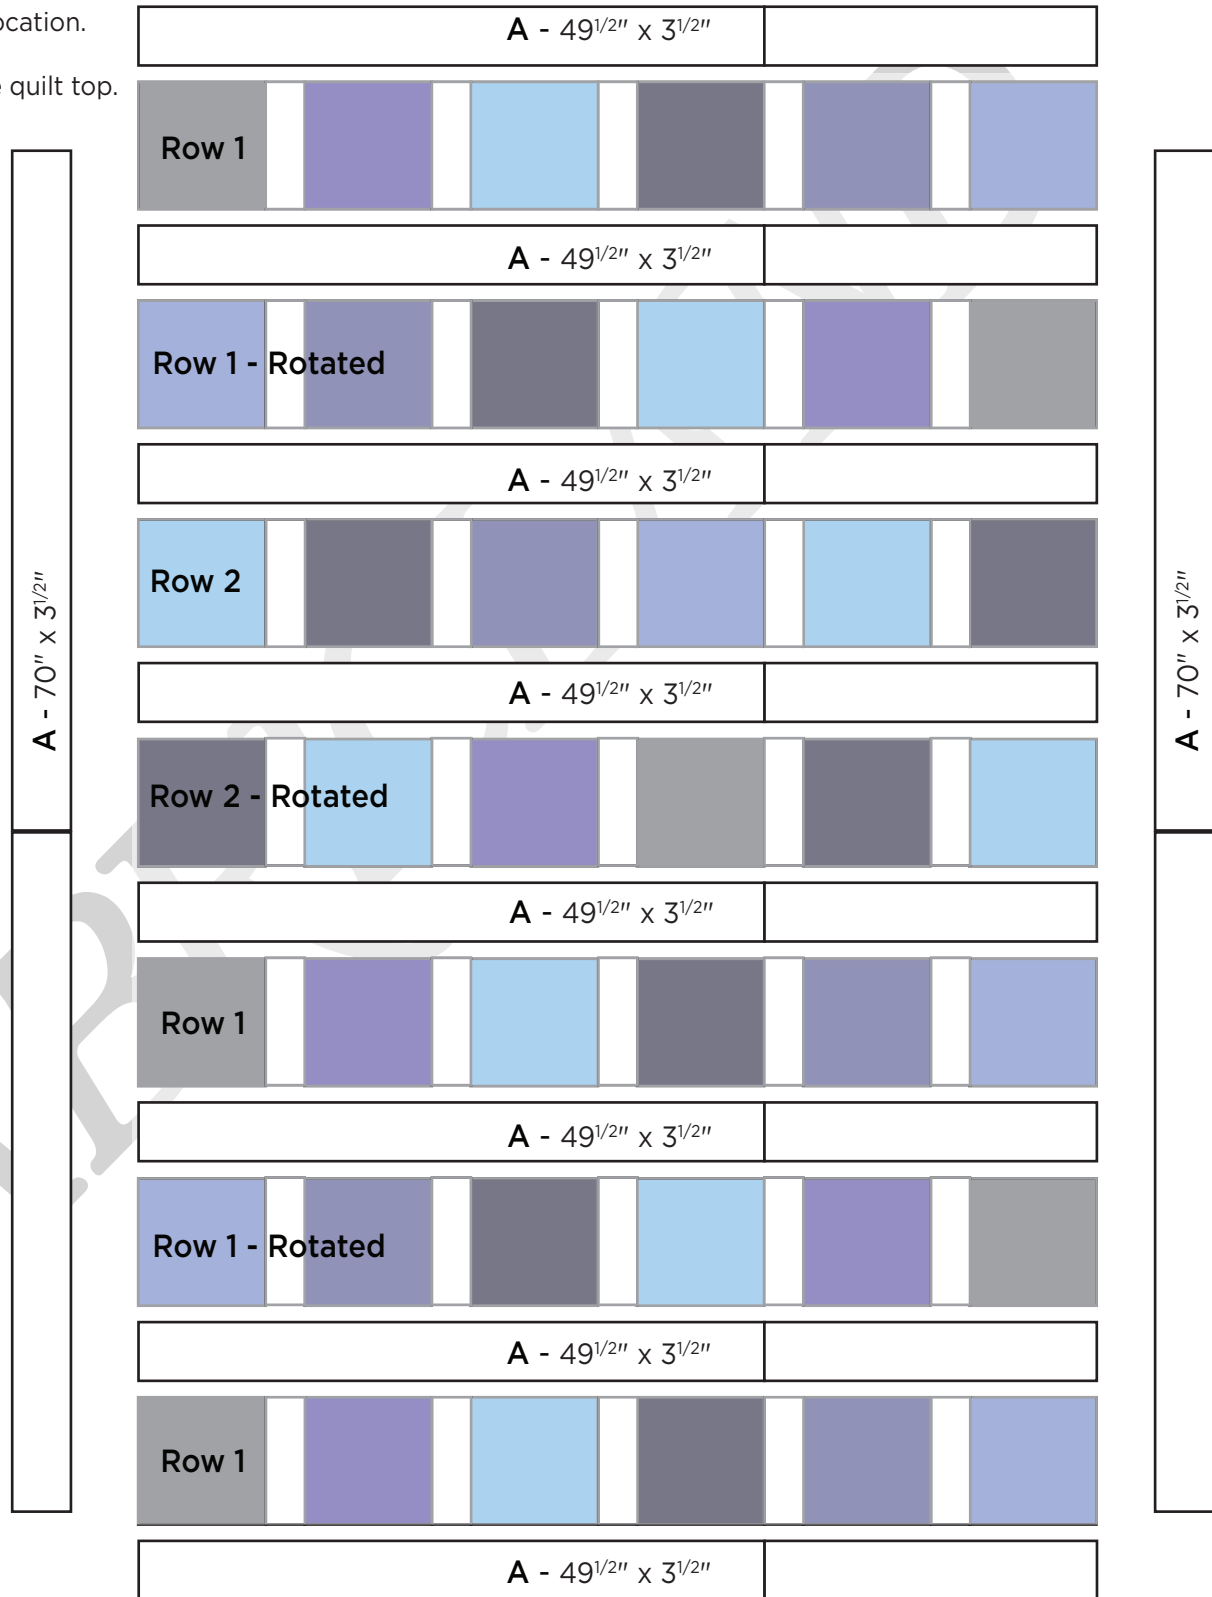 ocation.
e quilt top.
A - 49 1/2" x 3 1/2"
Row 1
A - 49 1/2" x 3 1/2"
Row 1 - Rotated
A - 49 1/2" x 3 1/2"
Row 2
A - 70" x 3 1/2"
A - 70" x 3 1/2"
A - 49 1/2" x 3 1/2"
Row 2 - Rotated
A - 49 1/2" x 3 1/2"
Row 1
A - 49 1/2" x 3 1/2"
Row 1 - Rotated
A - 49 1/2" x 3 1/2"
Row 1
A - 49 1/2" x 3 1/2"